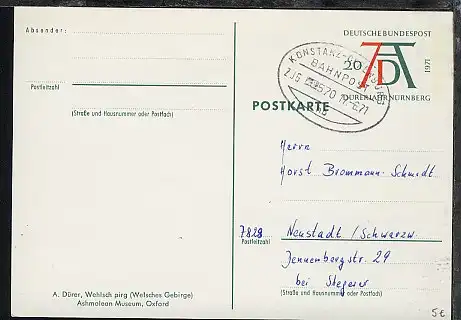 Absender:
DEUTSCHE BUNDESPOST
20
1971
DÜRERJAHR NÜRNBERG
BAHNPOST
POSTKARTE
Postleitzahl
(Straße und Hausnummer oder Postfach)
Herrn
Horst Brommann-Schmidt
7829 Neustadt / Schwarzw.
Postleitzahl
Jennenbergstr. 29
bei Stegerer
(Straße und Hausnummer oder Postfach)
A. Dürer, Wehlsch pirg (Welsches Gebirge)
Ashmolean Museum, Oxford
5€